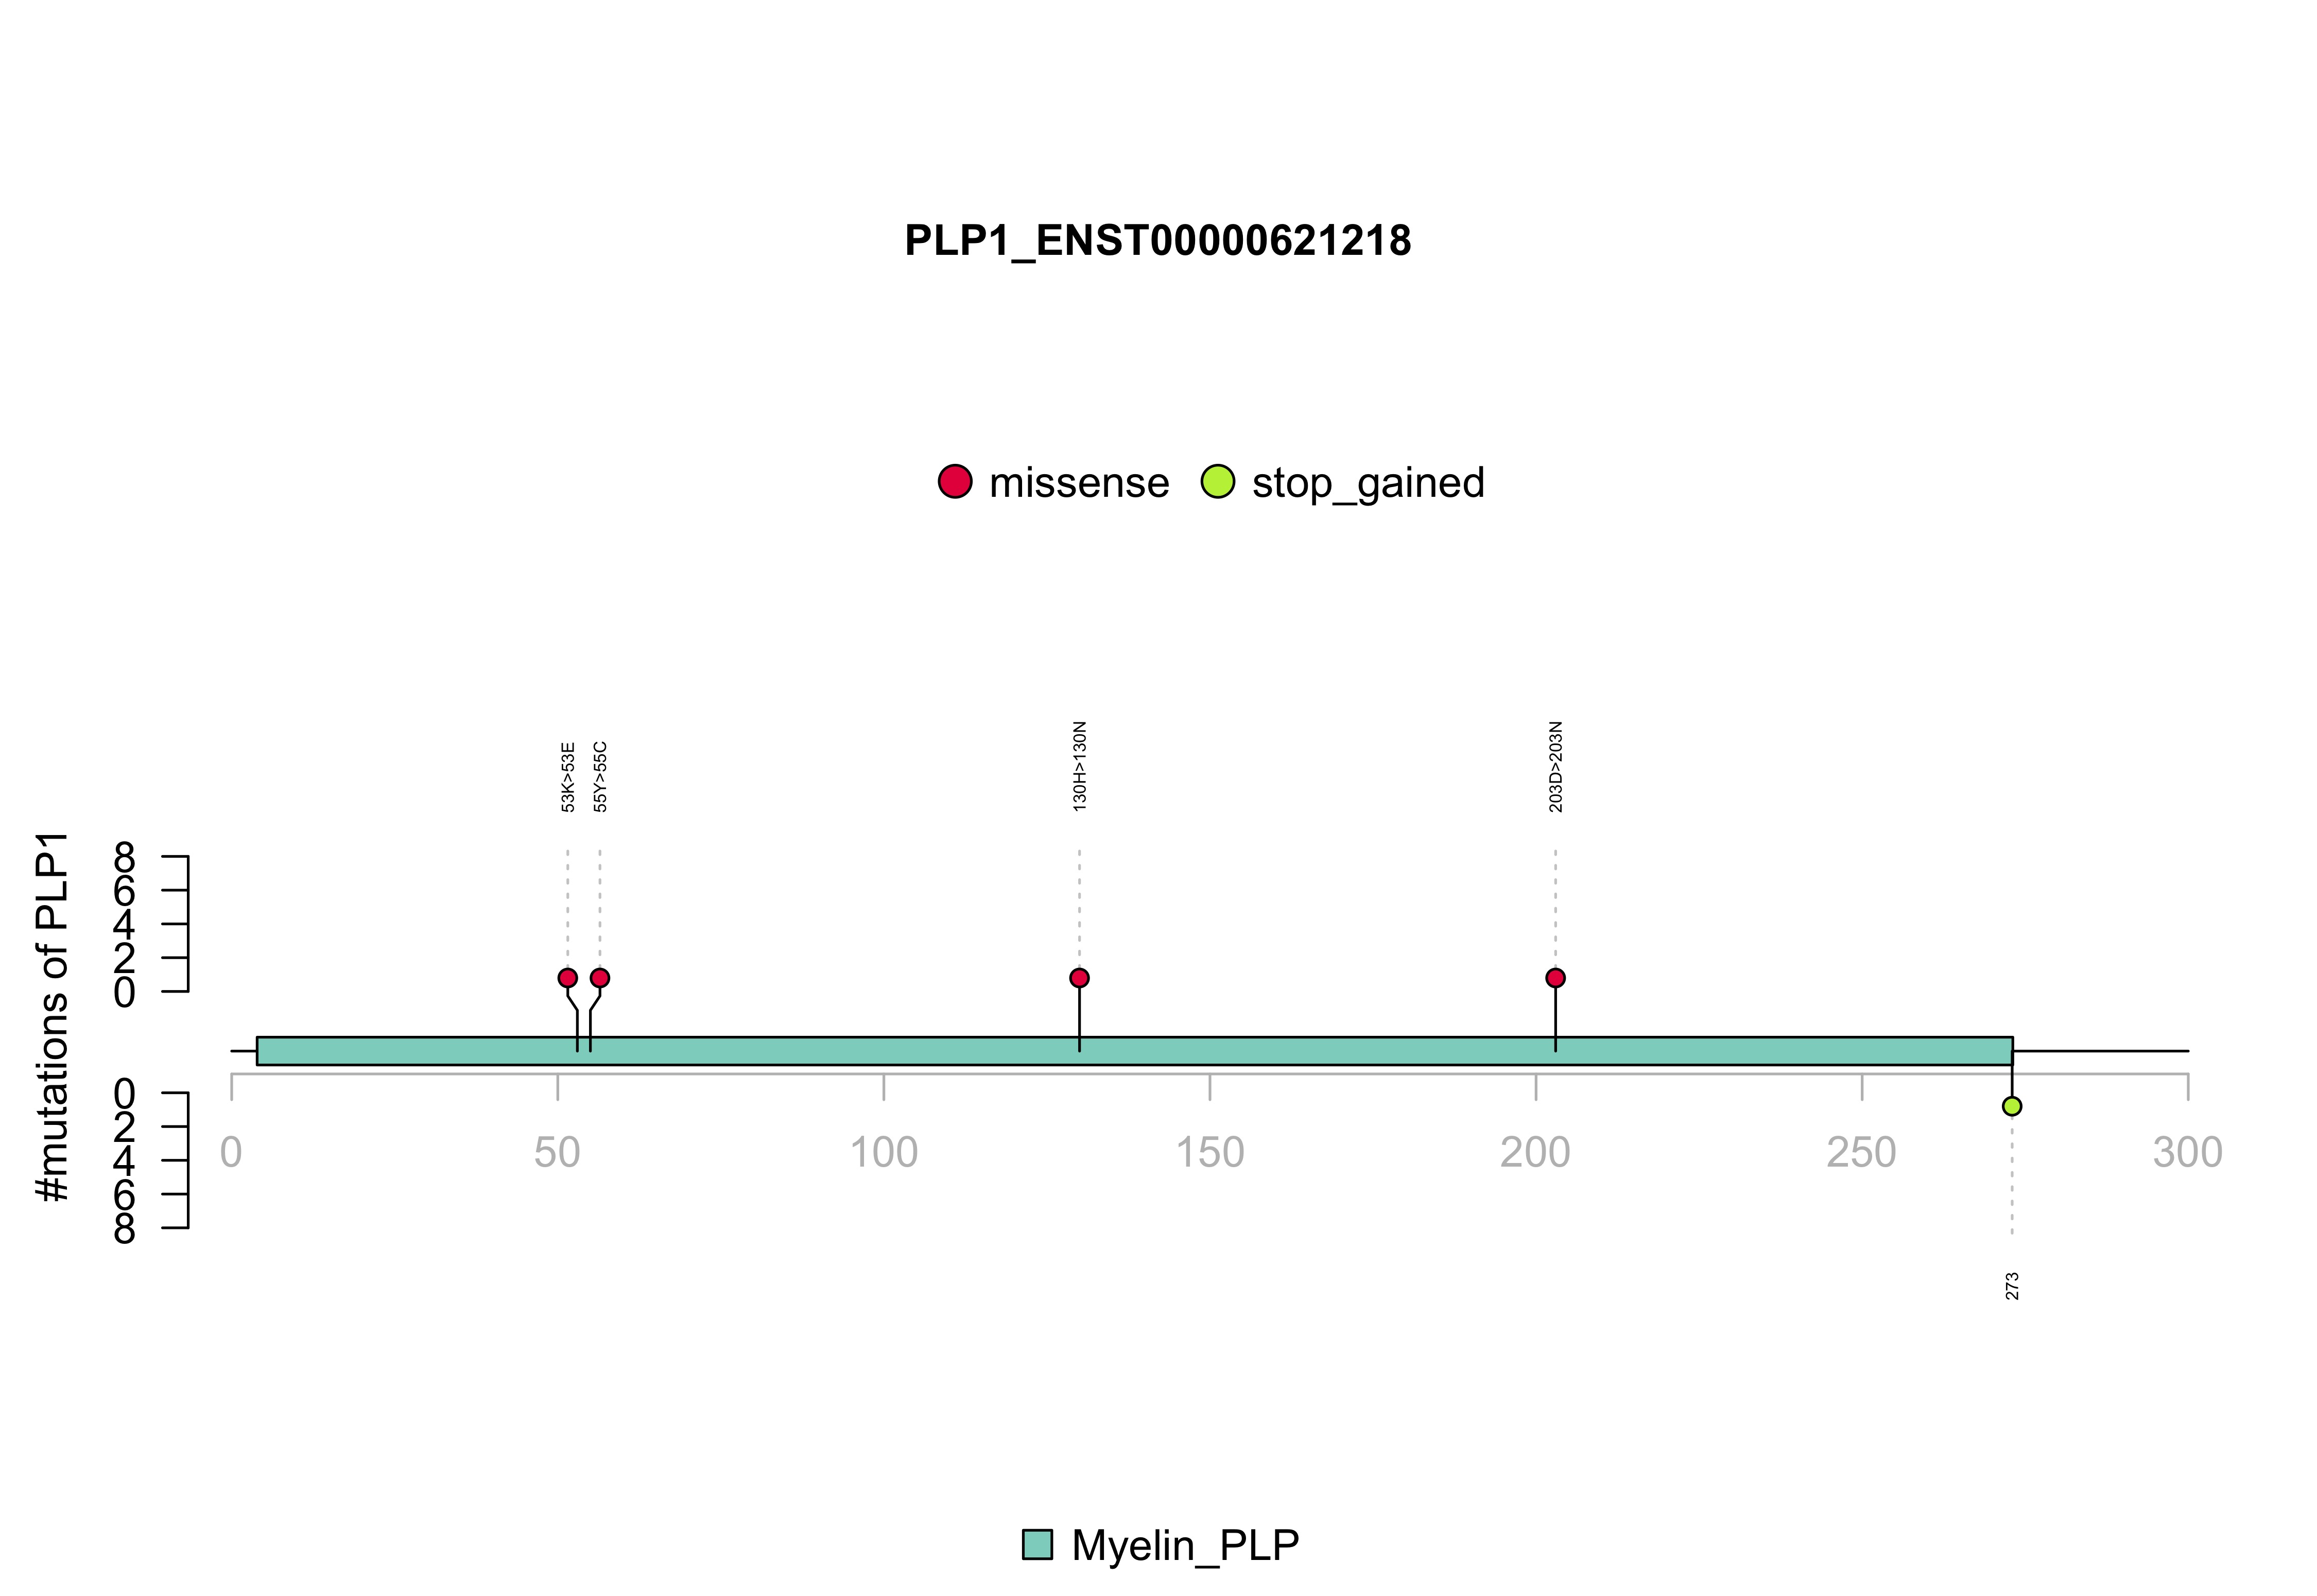 PLP1_ENST00000621218
missense stop_gained
53K>53E 55Y>55C 130H>130N 203D>203N
#mutations of PLP1
8
6
4
2
0
0
2
4
6
8
0 50 100 150 200 250 300
273
Myelin_PLP